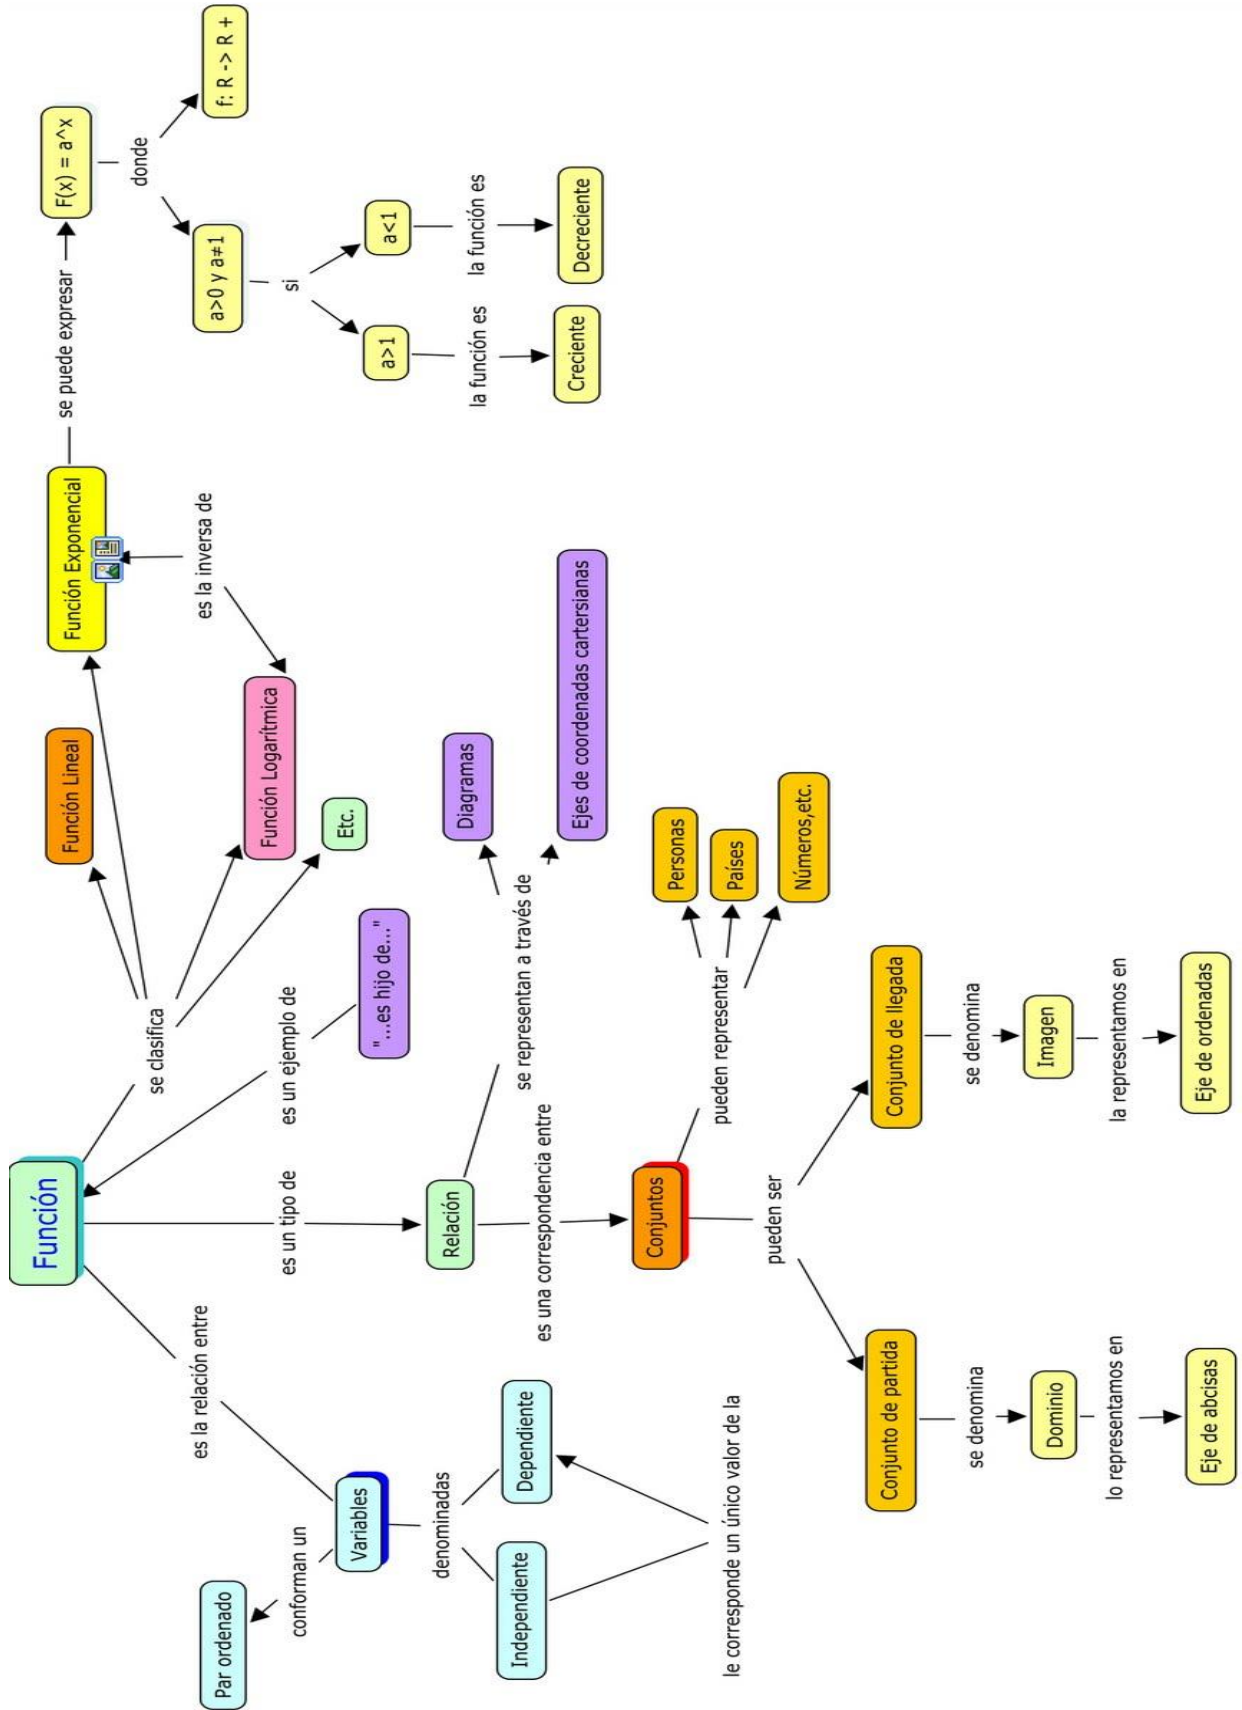 Función
es la relación entre
Variables
conforman un
Par ordenado
denominadas
Independiente
Dependiente
le corresponde un único valor de la
es un tipo de
Relación
se representan a través de
Diagramas
Ejes de coordenadas cartersianas
es una correspondencia entre
Conjuntos
pueden representar
Personas
Países
Números,etc.
pueden ser
Conjunto de partida
se denomina
Dominio
lo representamos en
Eje de abcisas
Conjunto de llegada
se denomina
Imagen
la representamos en
Eje de ordenadas
es un ejemplo de
"...es hijo de..."
se clasifica
Función Lineal
Función Exponencial
Función Logarítmica
Etc.
es la inversa de
se puede expresar
F(x) = a^x
donde
a>0 y a≠1
f: R -> R +
si
a>1
a<1
la función es
la función es
Creciente
Decreciente